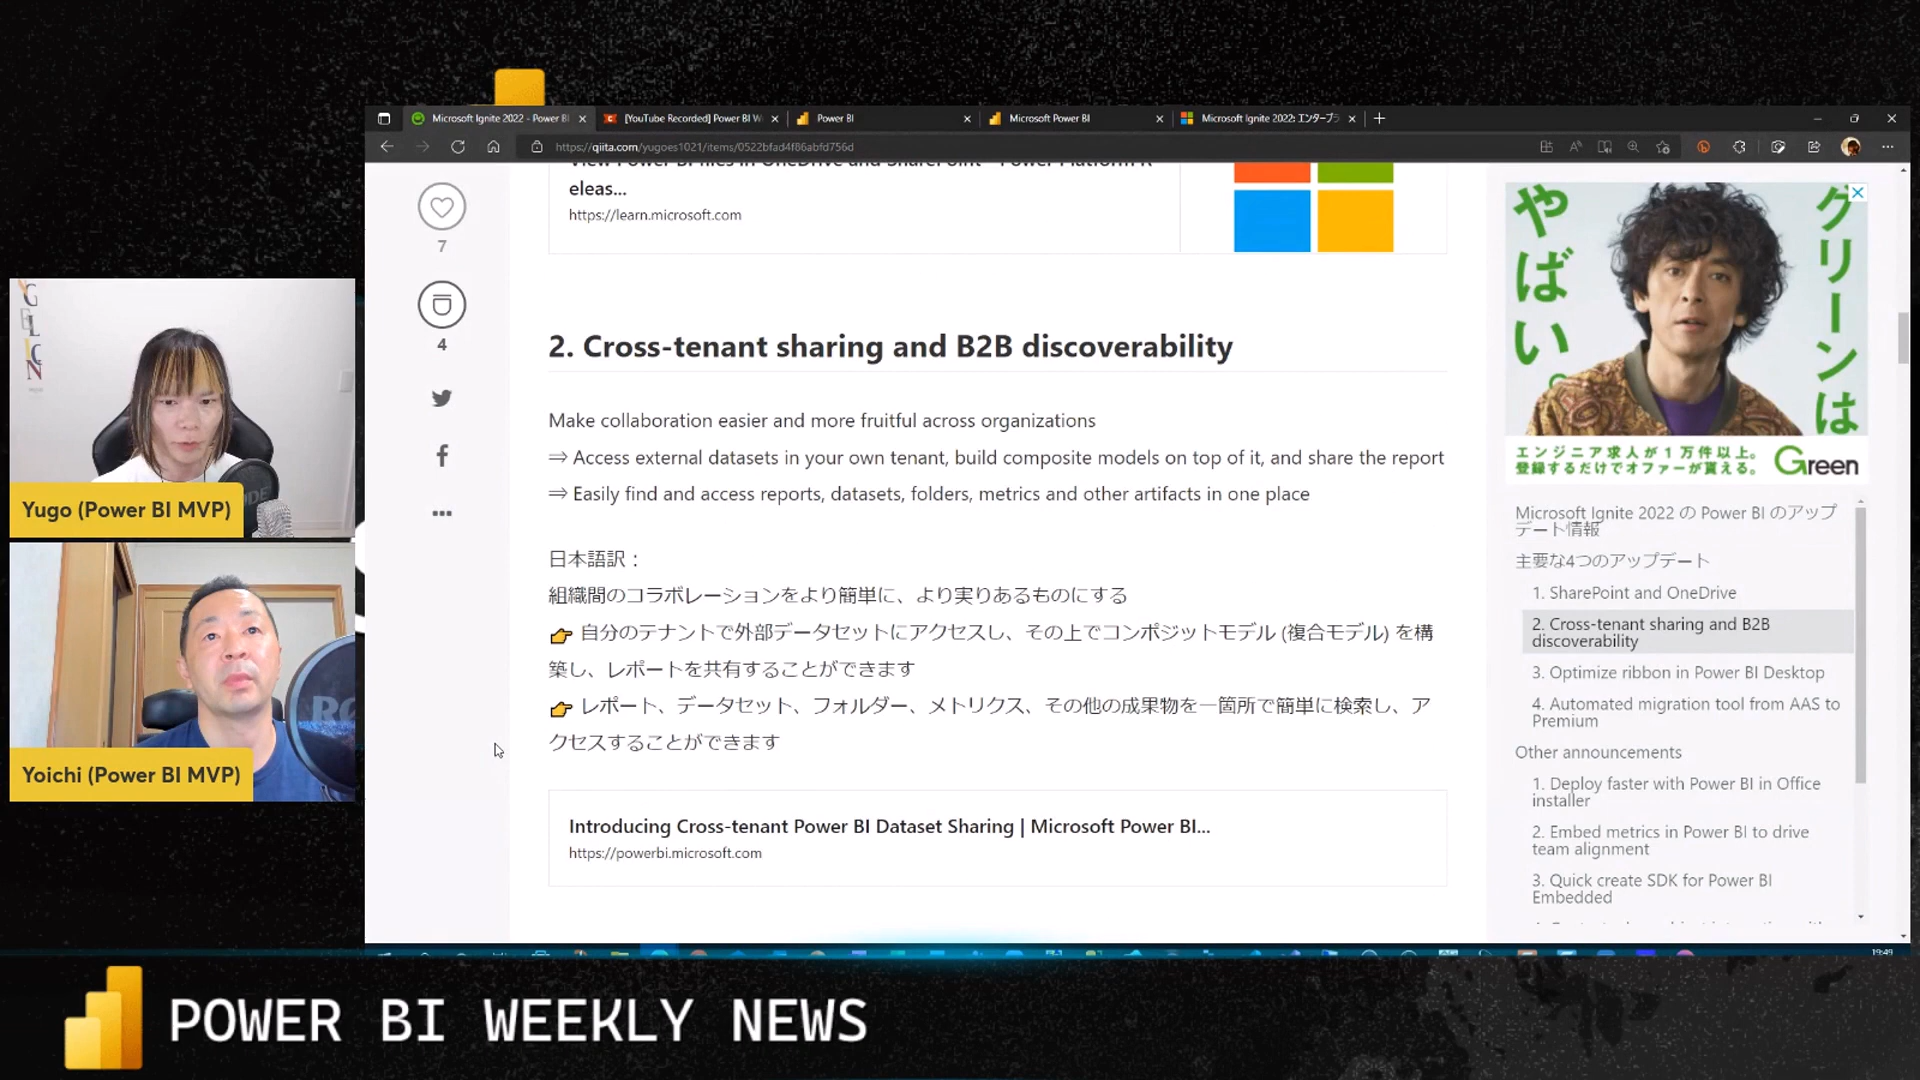 Microsoft Ignite 2022 - Power BI
[YouTube Recorded] Power BI W
Power BI
Microsoft Power BI
Microsoft Ignite 2022: エンタープラ
https://qiita.com/yugoes1021/items/0522bfad4f86abfd756d
View Power BI files in OneDrive and SharePoint - Power Platform R
eleas...
https://learn.microsoft.com
7
4
2. Cross-tenant sharing and B2B discoverability
Make collaboration easier and more fruitful across organizations
⇒ Access external datasets in your own tenant, build composite models on top of it, and share the report
⇒ Easily find and access reports, datasets, folders, metrics and other artifacts in one place
日本語訳：
組織間のコラボレーションをより簡単に、より実りあるものにする
👉 自分のテナントで外部データセットにアクセスし、その上でコンポジットモデル (複合モデル) を構
築し、レポートを共有することができます
👉 レポート、データセット、フォルダー、メトリクス、その他の成果物を一箇所で簡単に検索し、ア
クセスすることができます
Introducing Cross-tenant Power BI Dataset Sharing | Microsoft Power BI...
https://powerbi.microsoft.com
グリーンは
やばい。
エンジニア求人が1万件以上。
登録するだけでオファーが貰える。
Green
Microsoft Ignite 2022 の Power BI のアップ
デート情報
主要な4つのアップデート
1. SharePoint and OneDrive
2. Cross-tenant sharing and B2B
discoverability
3. Optimize ribbon in Power BI Desktop
4. Automated migration tool from AAS to
Premium
Other announcements
1. Deploy faster with Power BI in Office
installer
2. Embed metrics in Power BI to drive
team alignment
3. Quick create SDK for Power BI
Embedded
19:49
Yugo (Power BI MVP)
Yoichi (Power BI MVP)
POWER BI WEEKLY NEWS